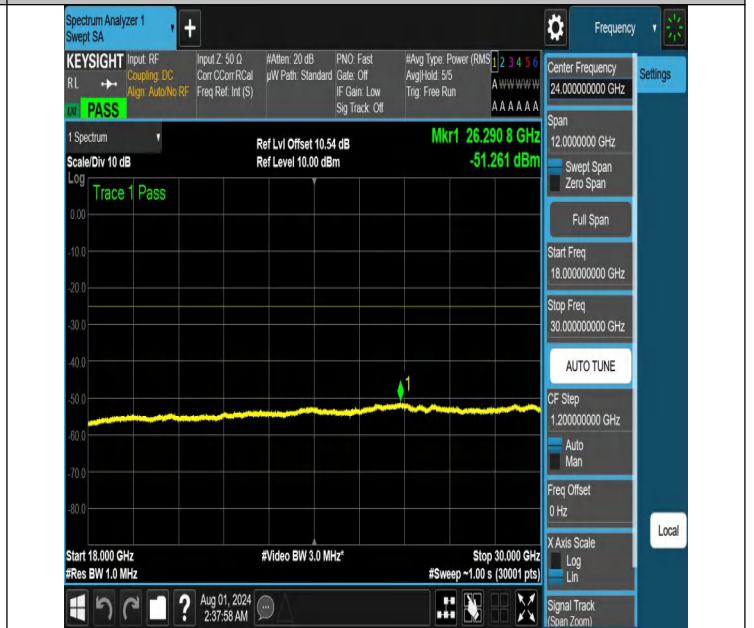 Spectrum Analyzer 1
Swept SA
+
Frequency
KEYSIGHT
RL
PASS
Input: RF
Coupling: DC
Align: Auto/No RF
Input Z: 50 Ω
Corr CCorr RCal
Freq Ref: Int (S)
#Atten: 20 dB
µW Path: Standard
PNO: Fast
Gate: Off
IF Gain: Low
Sig Track: Off
#Avg Type: Power (RMS
Avg|Hold: 5/5
Trig: Free Run
1 2 3 4 5 6
A W W W W W
A A A A A A
Center Frequency
24.000000000 GHz
Settings
1 Spectrum
Scale/Div 10 dB
Ref Lvl Offset 10.54 dB
Ref Level 10.00 dBm
Mkr1 26.290 8 GHz
-51.261 dBm
Log
Trace 1 Pass
0.00
-10.0
-20.0
-30.0
-40.0
-50.0
-60.0
-70.0
-80.0
1
Start 18.000 GHz
#Res BW 1.0 MHz
#Video BW 3.0 MHz*
Stop 30.000 GHz
#Sweep ~1.00 s (30001 pts)
Span
12.0000000 GHz
Swept Span
Zero Span
Full Span
Start Freq
18.000000000 GHz
Stop Freq
30.000000000 GHz
AUTO TUNE
CF Step
1.200000000 GHz
Auto
Man
Freq Offset
0 Hz
X Axis Scale
Log
Lin
Local
Signal Track
(Span Zoom)
?
Aug 01, 2024
2:37:58 AM